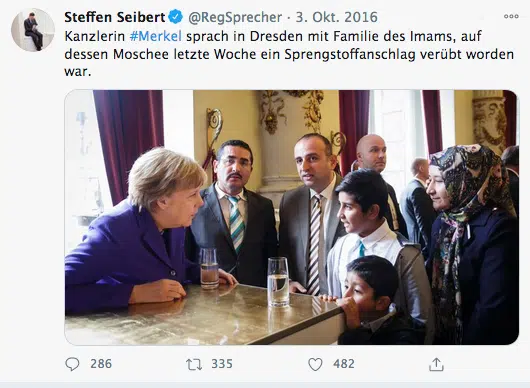 Steffen Seibert @RegSprecher · 3. Okt. 2016
Kanzlerin #Merkel sprach in Dresden mit Familie des Imams, auf
dessen Moschee letzte Woche ein Sprengstoffanschlag verübt worden
war.
286 335 482